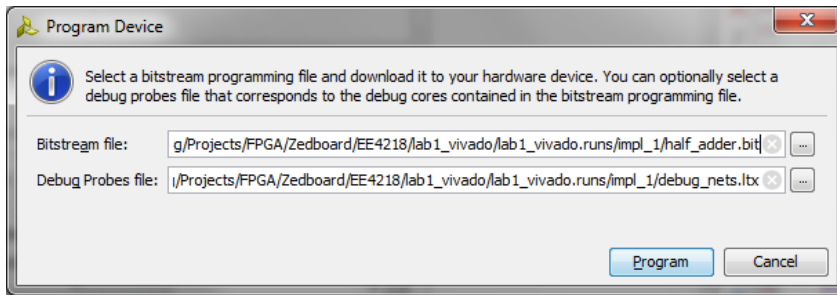 Program Device
Select a bitstream programming file and download it to your hardware device. You can optionally select a
debug probes file that corresponds to the debug cores contained in the bitstream programming file.
Bitstream file: g/Projects/FPGA/Zedboard/EE4218/lab1_vivado/lab1_vivado.runs/impl_1/half_adder.bit ...
Debug Probes file: /Projects/FPGA/Zedboard/EE4218/lab1_vivado/lab1_vivado.runs/impl_1/debug_nets.ltx ...
Program Cancel